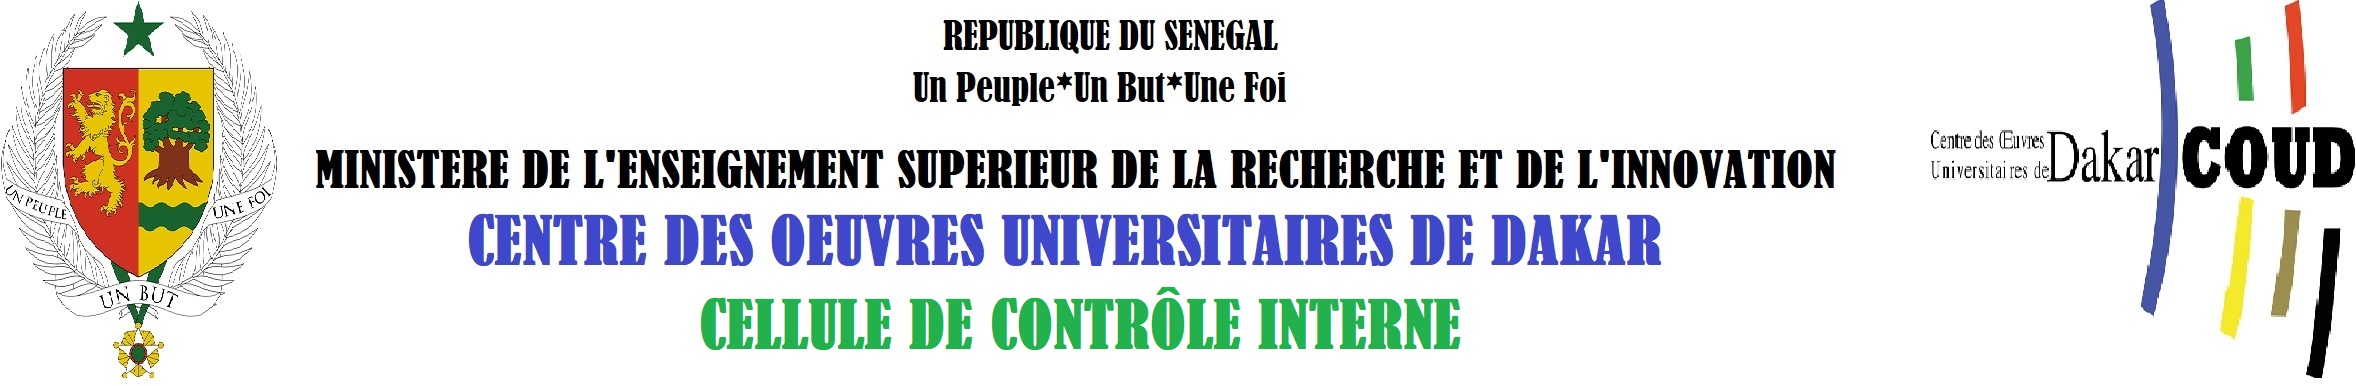 REPUBLIQUE DU SENEGAL
Un Peuple*Un But*Une Foi
MINISTERE DE L'ENSEIGNEMENT SUPERIEUR DE LA RECHERCHE ET DE L'INNOVATION
CENTRE DES OEUVRES UNIVERSITAIRES DE DAKAR
CELLULE DE CONTRÔLE INTERNE
UN PEUPLE
UN BUT
UNE FOI
Centre des Œuvres
Universitaires de Dakar
COUD